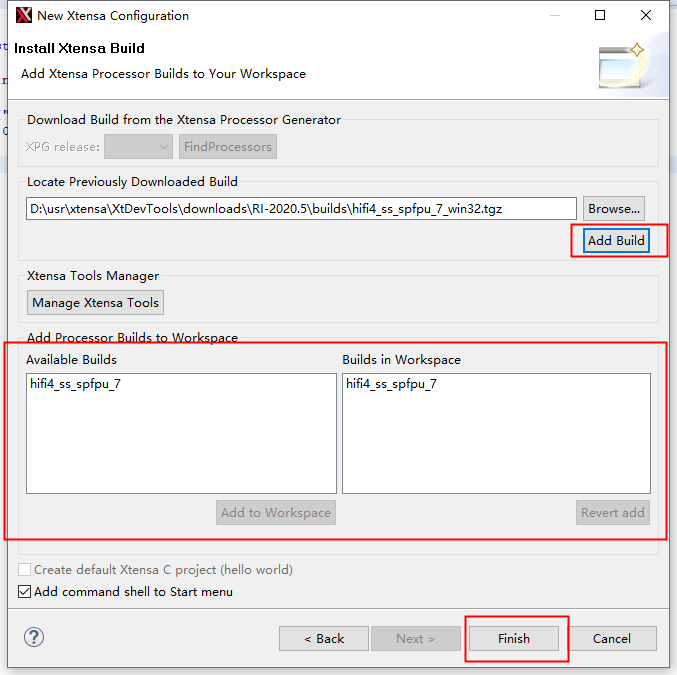 New Xtensa Configuration
Install Xtensa Build
Add Xtensa Processor Builds to Your Workspace
Download Build from the Xtensa Processor Generator
XPG release:
FindProcessors
Locate Previously Downloaded Build
D:\usr\xtensa\XtDevTools\downloads\RI-2020.5\builds\hifi4_ss_spfpu_7_win32.tgz
Browse...
Add Build
Xtensa Tools Manager
Manage Xtensa Tools
Add Processor Builds to Workspace
Available Builds
Builds in Workspace
hifi4_ss_spfpu_7
hifi4_ss_spfpu_7
Add to Workspace
Revert add
Create default Xtensa C project (hello world)
Add command shell to Start menu
?
< Back
Next >
Finish
Cancel